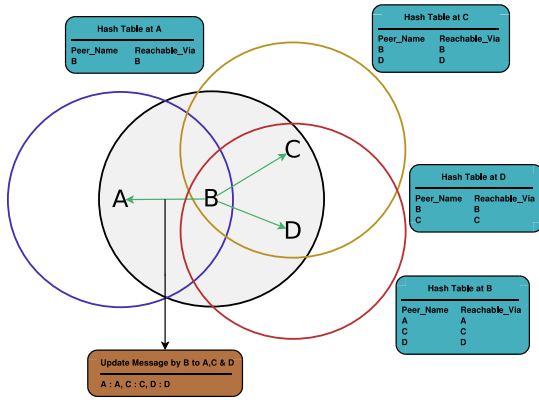 Hash Table at A
Peer_Name Reachable_Via
B B
Hash Table at C
Peer_Name Reachable_Via
B B
D D
A
B
C
D
Hash Table at D
Peer_Name Reachable_Via
B B
C C
Hash Table at B
Peer_Name Reachable_Via
A A
C C
D D
Update Message by B to A,C & D
A : A, C : C, D : D